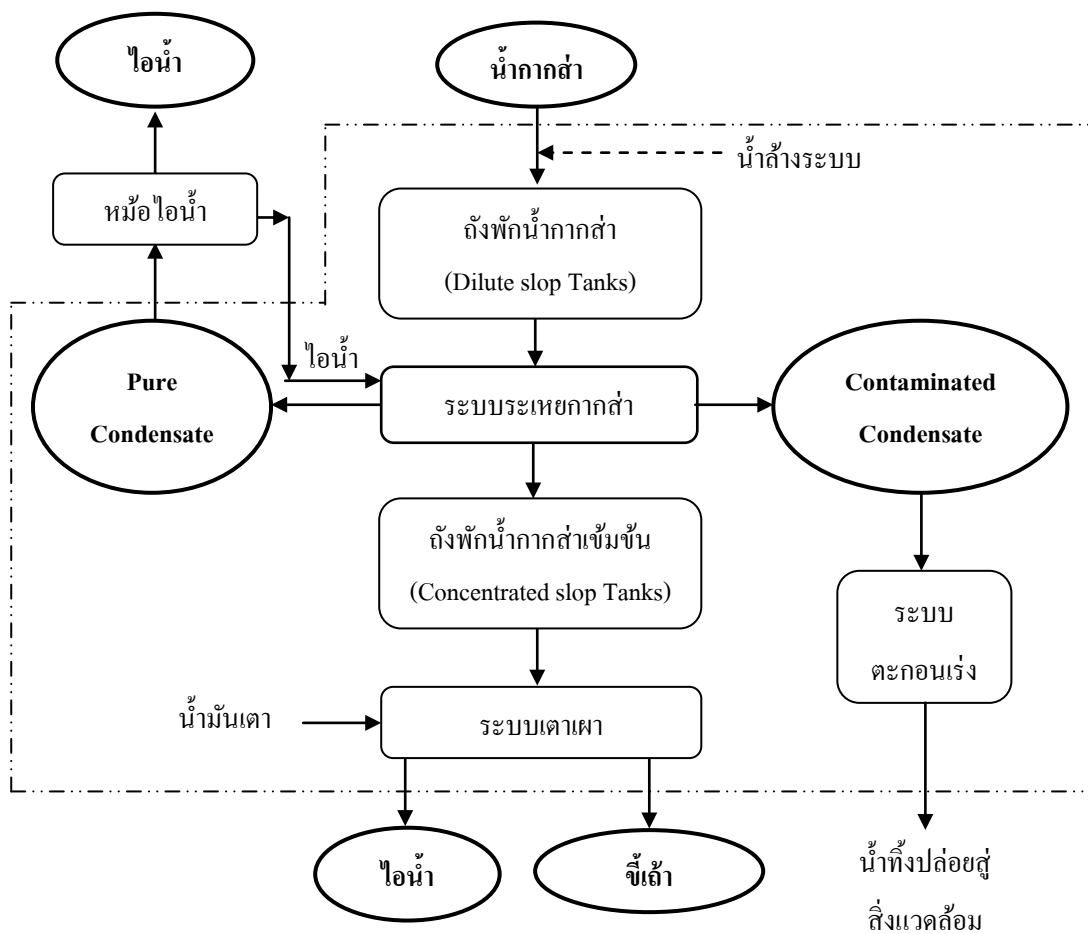 ไอน้ำ
น้ำกากส่า
น้ำล้างระบบ
หม้อไอน้ำ
ถังพักน้ำกากส่า
(Dilute slop Tanks)
ไอน้ำ
Pure
Condensate
ระบบระเหยกากส่า
Contaminated
Condensate
ถังพักน้ำกากส่าเข้มข้น
(Concentrated slop Tanks)
ระบบ
ตะกอนเร่ง
น้ำมันเตา
ระบบเตาเผา
ไอน้ำ
ขี้เถ้า
น้ำทิ้งปล่อยสู่
สิ่งแวดล้อม